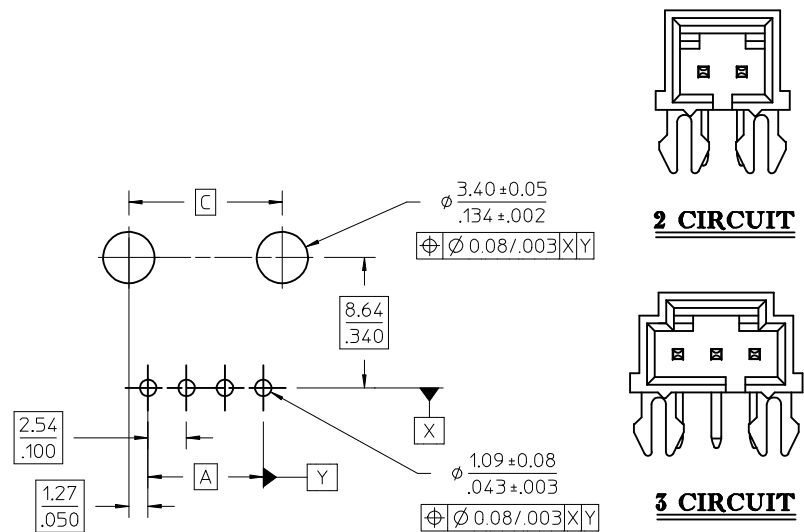 C
⌀ 3.40 ±0.05
.134 ±.002
⌖ ⌀ 0.08/.003 X Y
8.64
.340
2.54
.100
1.27
.050
A
Y
X
⌀ 1.09 ±0.08
.043 ±.003
⌖ ⌀ 0.08/.003 X Y
2 CIRCUIT
3 CIRCUIT